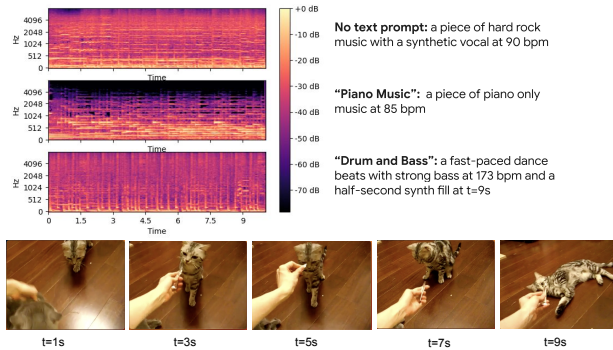 4096
2048
1024
512
0
Hz
Time
+0 dB
-10 dB
-20 dB
-30 dB
-40 dB
-50 dB
-60 dB
-70 dB
No text prompt: a piece of hard rock
music with a synthetic vocal at 90 bpm
4096
2048
1024
512
0
Hz
Time
“Piano Music”: a piece of piano only
music at 85 bpm
4096
2048
1024
512
0
Hz
0
1.5
3
4.5
6
7.5
9
Time
“Drum and Bass”: a fast-paced dance
beats with strong bass at 173 bpm and a
half-second synth fill at t=9s
t=1s
t=3s
t=5s
t=7s
t=9s